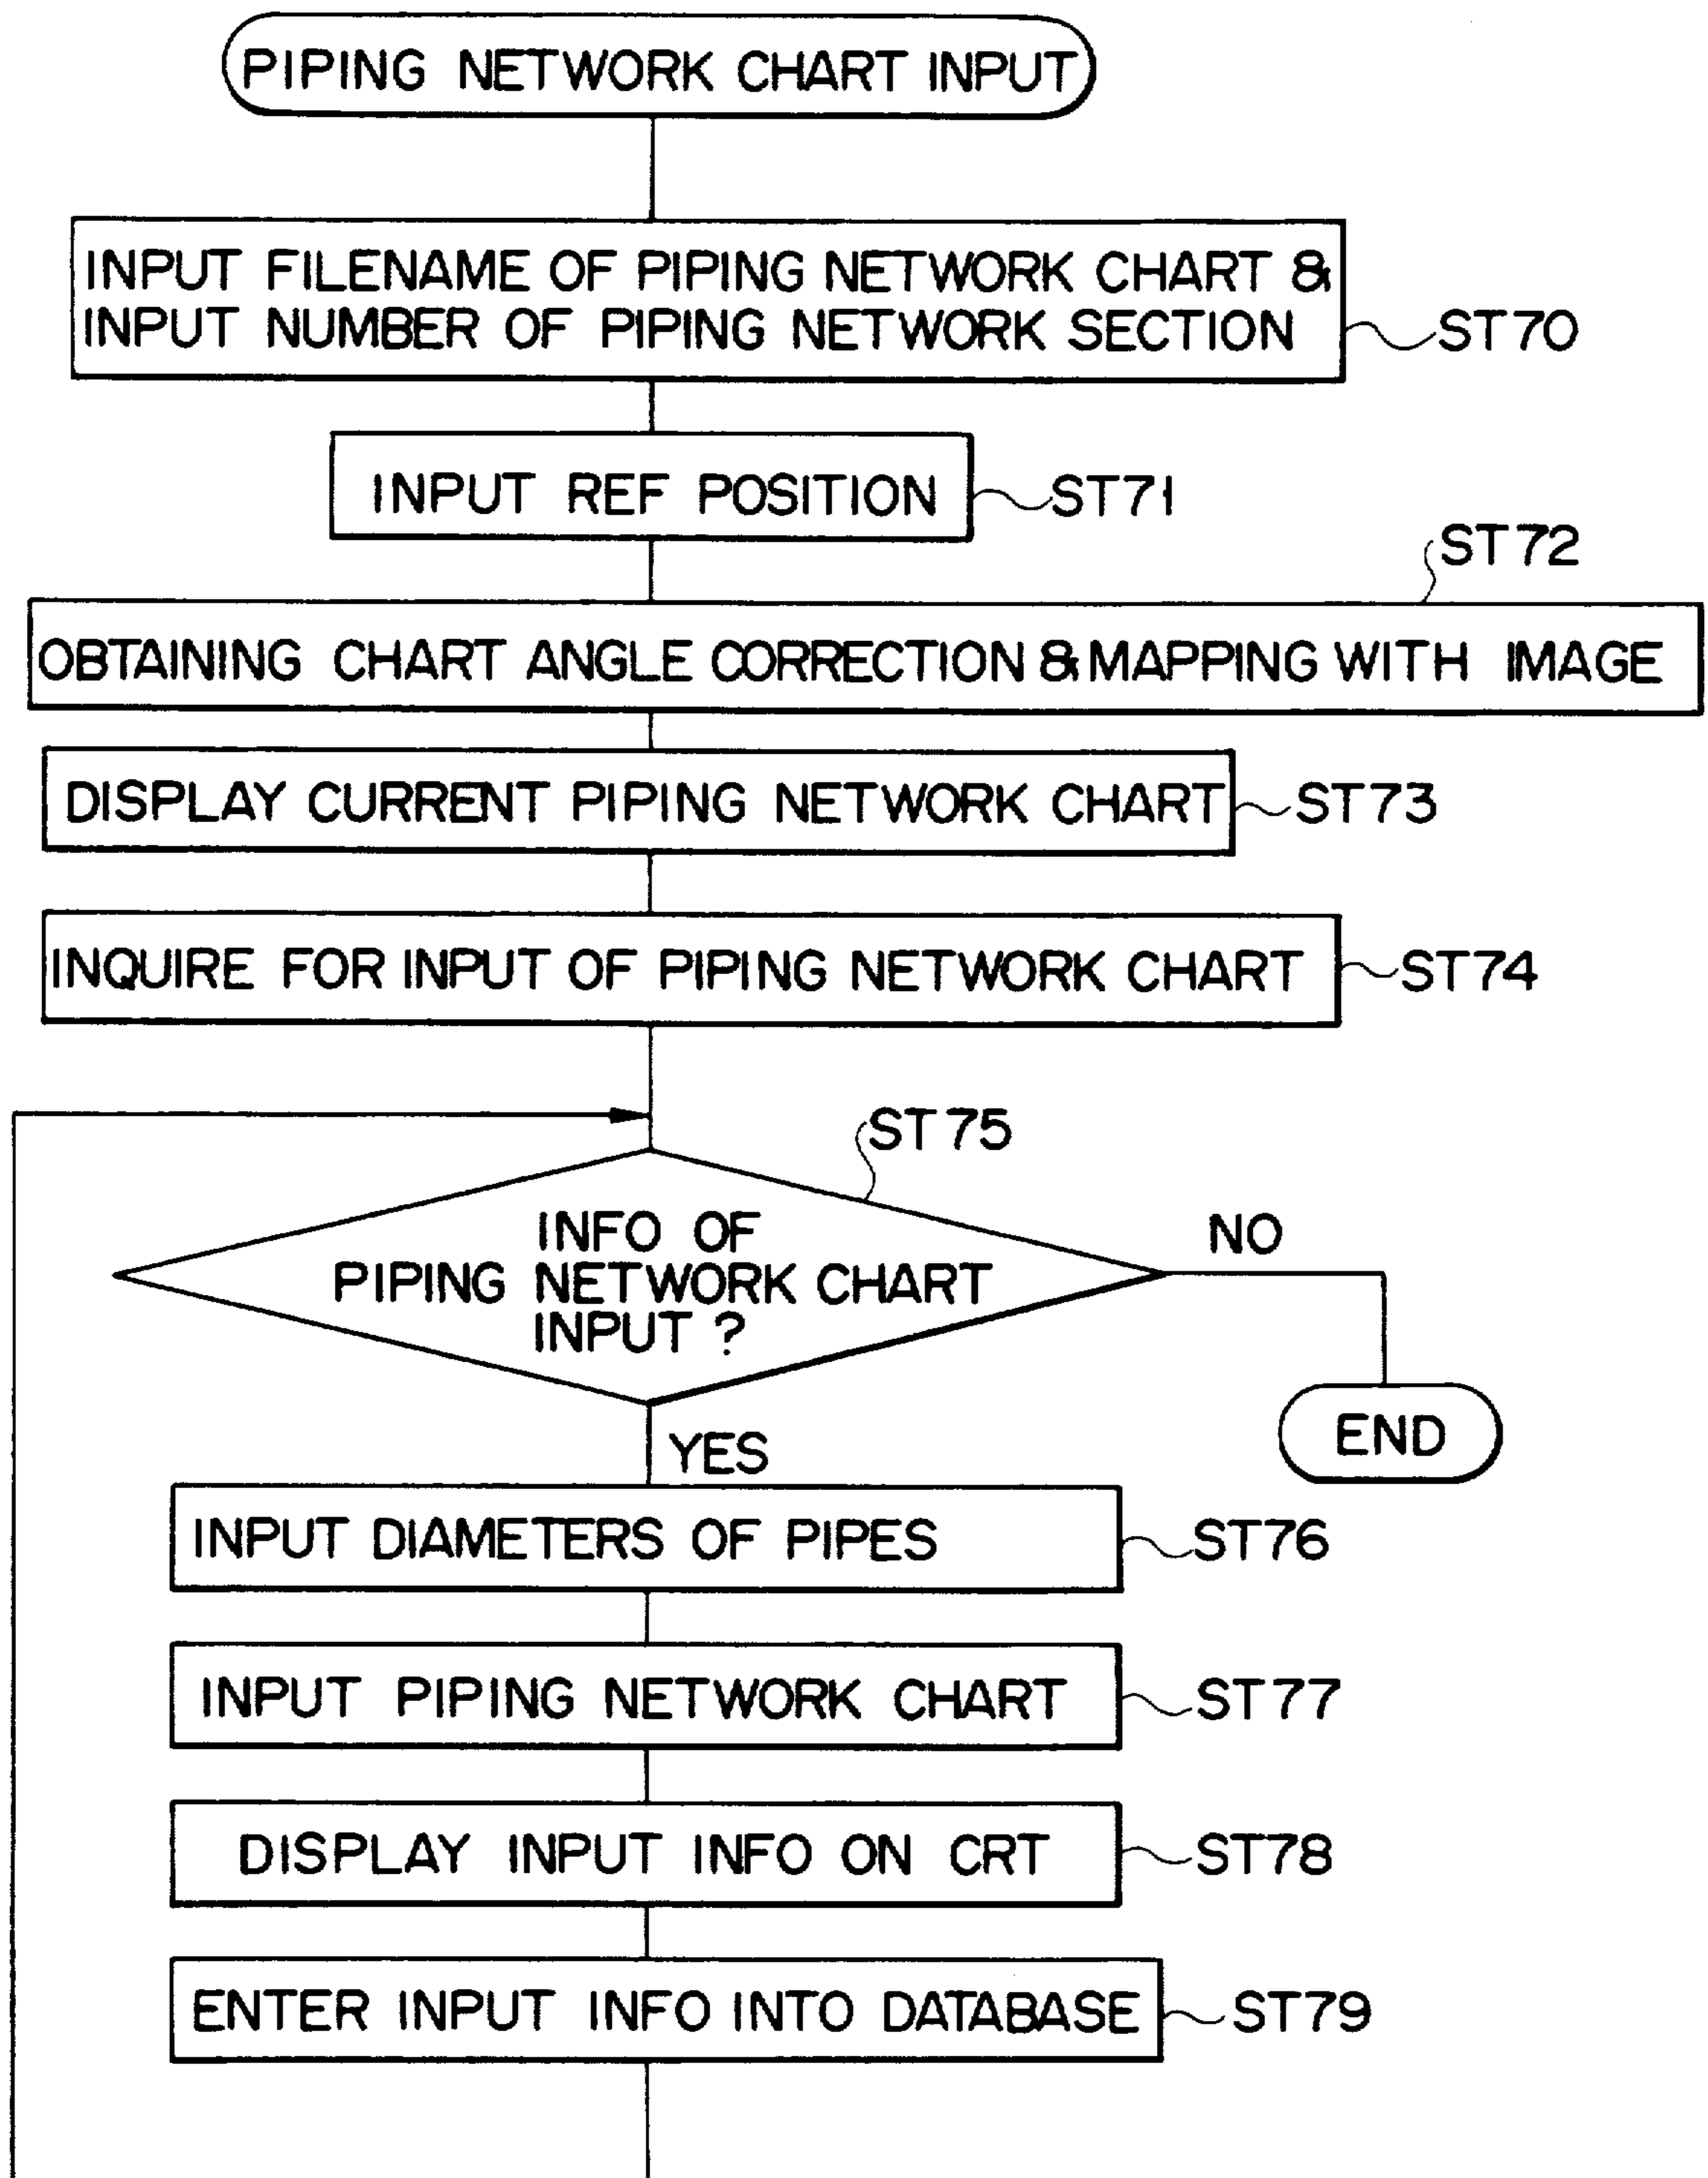 PIPING NETWORK CHART INPUT
INPUT FILENAME OF PIPING NETWORK CHART &
INPUT NUMBER OF PIPING NETWORK SECTION
ST70
INPUT REF POSITION
ST71
ST72
OBTAINING CHART ANGLE CORRECTION & MAPPING WITH IMAGE
DISPLAY CURRENT PIPING NETWORK CHART
ST73
INQUIRE FOR INPUT OF PIPING NETWORK CHART
ST74
ST75
INFO OF
PIPING NETWORK CHART
INPUT ?
NO
END
YES
INPUT DIAMETERS OF PIPES
ST76
INPUT PIPING NETWORK CHART
ST77
DISPLAY INPUT INFO ON CRT
ST78
ENTER INPUT INFO INTO DATABASE
ST79